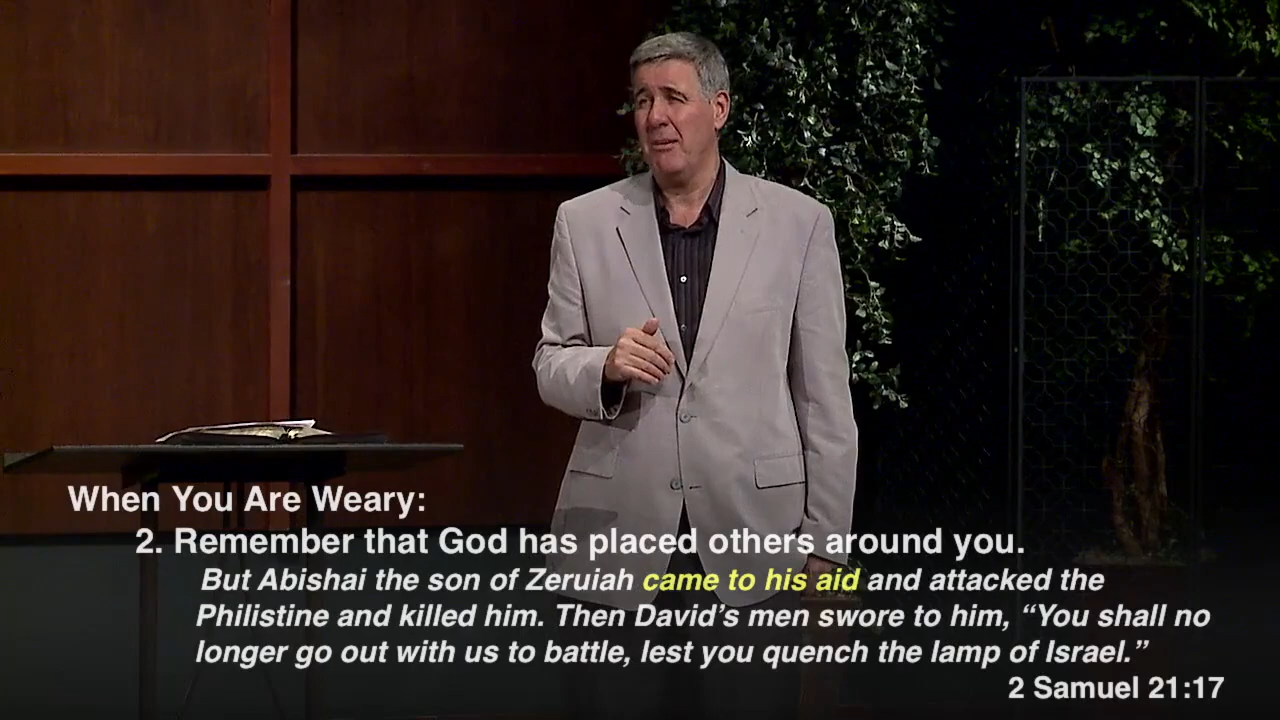 When You Are Weary:
2. Remember that God has placed others around you.
But Abishai the son of Zeruiah came to his aid and attacked the
Philistine and killed him. Then David’s men swore to him, “You shall no
longer go out with us to battle, lest you quench the lamp of Israel.”
2 Samuel 21:17